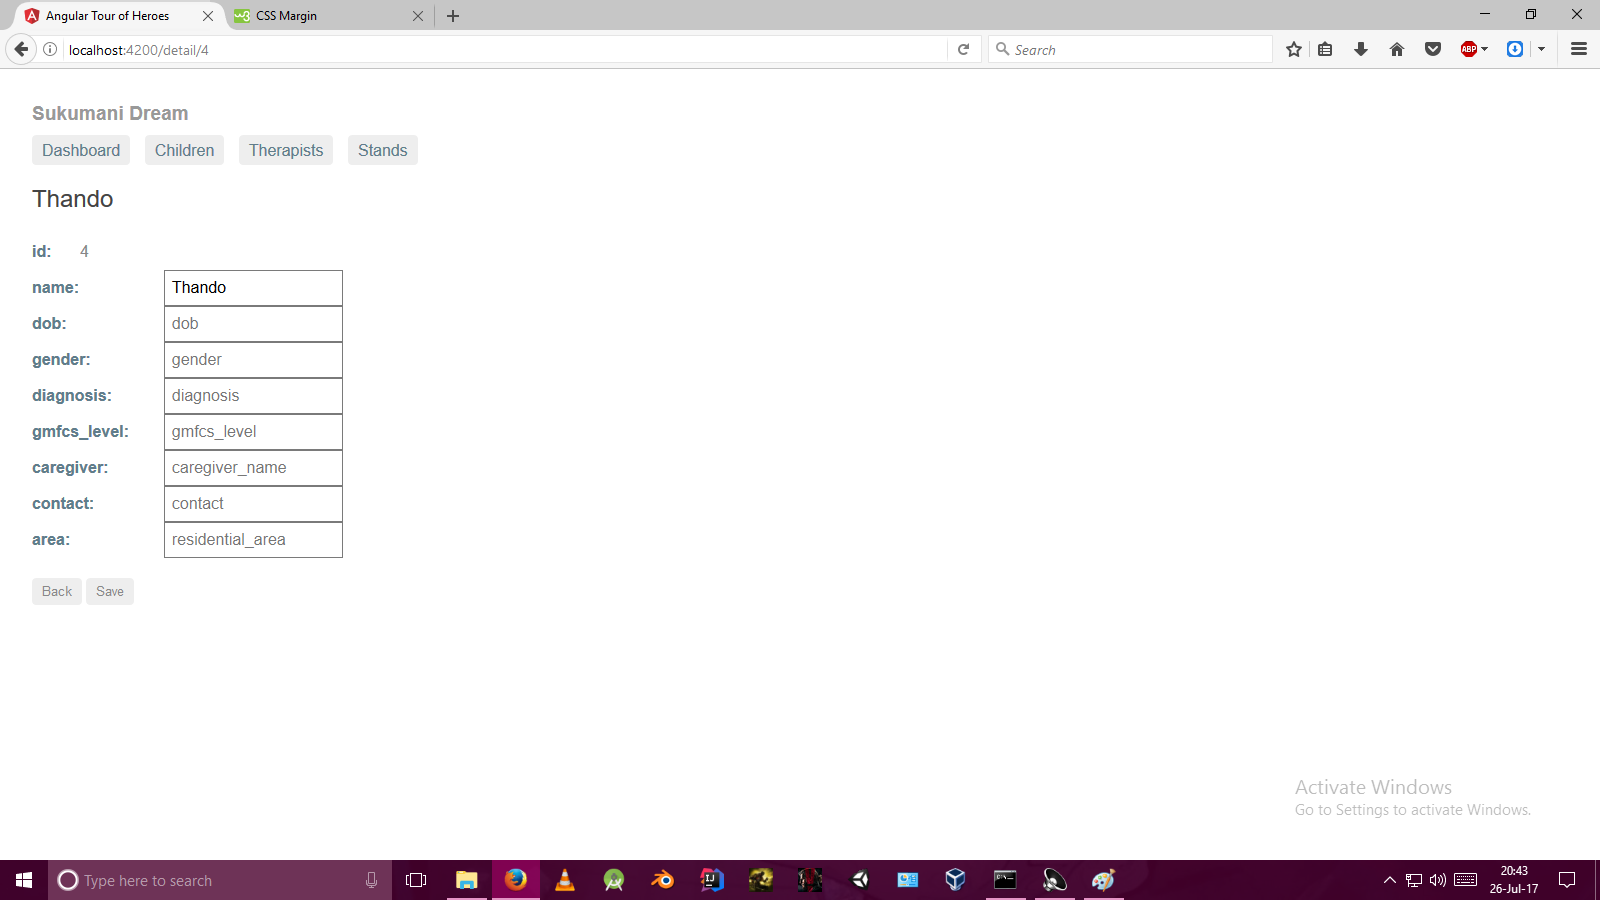 Angular Tour of Heroes
CSS Margin
localhost:4200/detail/4
Search
ABP
Sukumani Dream
Dashboard Children Therapists Stands
Thando
id: 4
name: Thando
dob: dob
gender: gender
diagnosis: diagnosis
gmfcs_level: gmfcs_level
caregiver: caregiver_name
contact: contact
area: residential_area
Back Save
Activate Windows
Go to Settings to activate Windows.
Type here to search
20:43
26-Jul-17